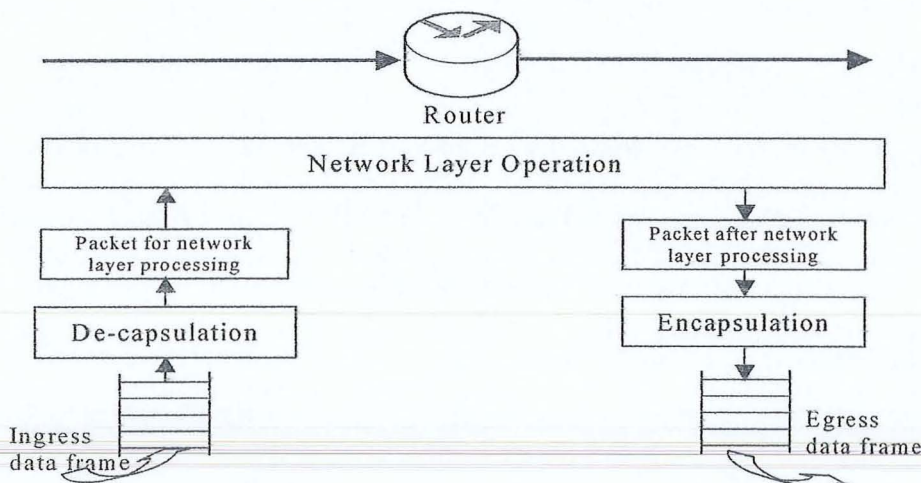 Router
Network Layer Operation
Packet for network
layer processing
Packet after network
layer processing
De-capsulation
Encapsulation
Ingress
data frame
Egress
data frame